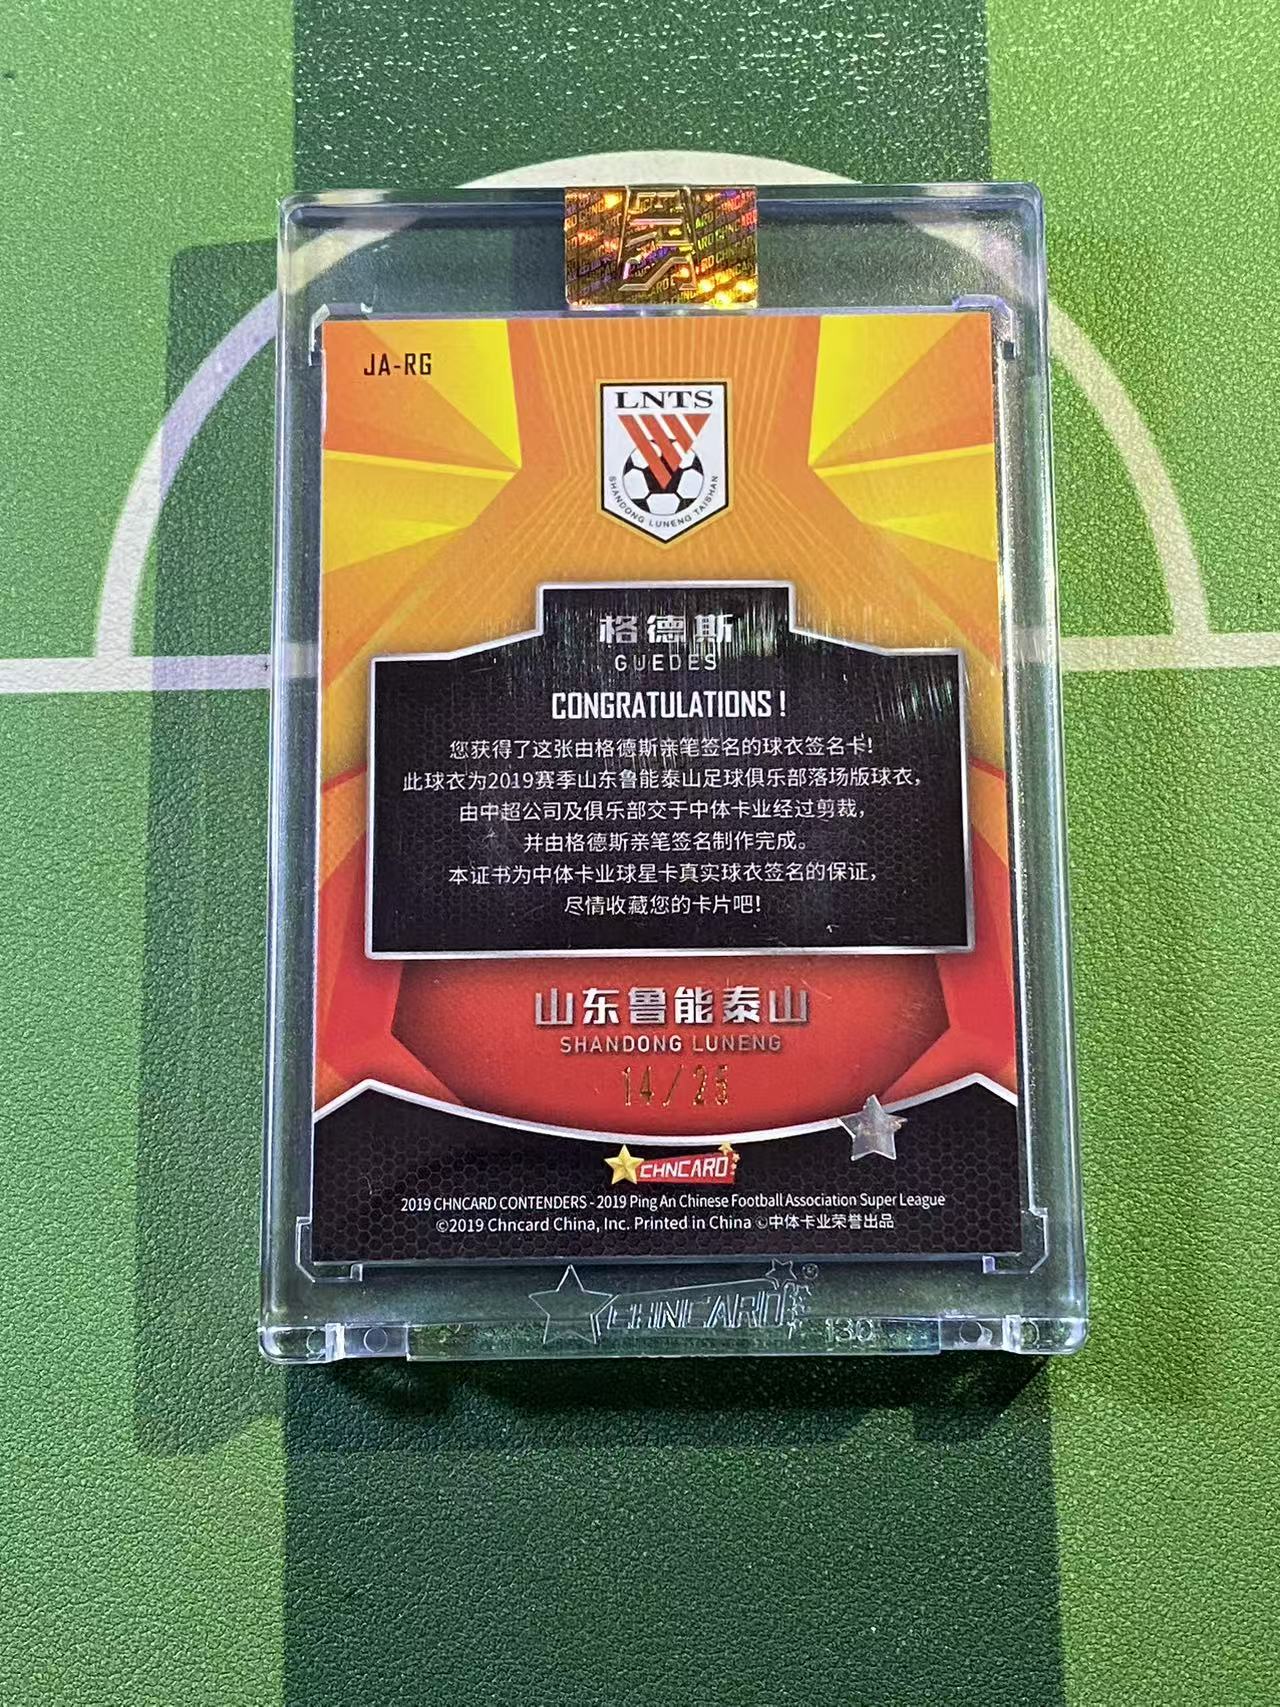 JA-RG
LNTS
SHANDONG LUNENG TAISHAN
格德斯
GUEDES
CONGRATULATIONS！
您获得了这张由格德斯亲笔签名的球衣签名卡！
此球衣为2019赛季山东鲁能泰山足球俱乐部落场版球衣，
由中超公司及俱乐部交于中体卡业经过剪裁，
并由格德斯亲笔签名制作完成。
本证书为中体卡业球星卡真实球衣签名的保证，
尽情收藏您的卡片吧！
山东鲁能泰山
SHANDONG LUNENG
14/25
CHNCARD
2019 CHNCARD CONTENDERS - 2019 Ping An Chinese Football Association Super League
©2019 Chncard China, Inc. Printed in China ©中体卡业荣誉出品
CHNCARD
130